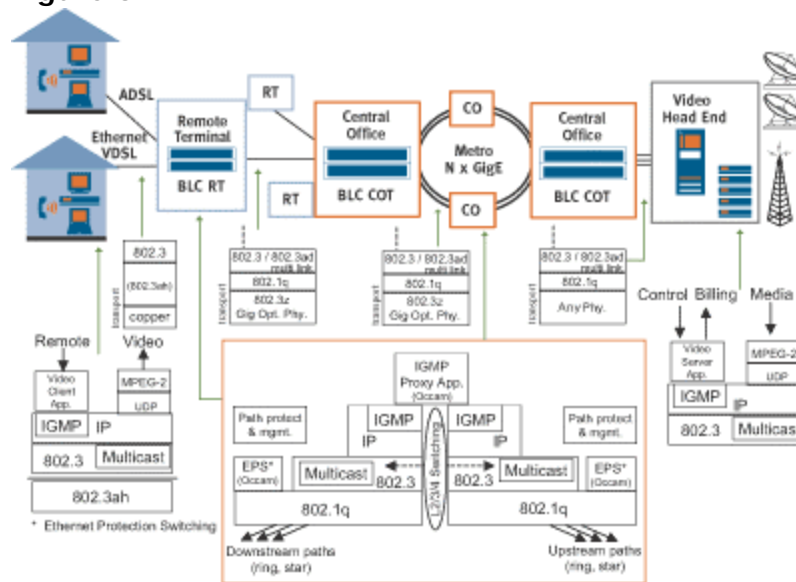 ADSL
Ethernet
VDSL
Remote
Terminal
BLC RT
RT
RT
Central
Office
BLC COT
CO
Metro
N x GigE
CO
Central
Office
BLC COT
Video
Head End
802.3
(802.3ah)
copper
transport
802.3 / 802.3ad
multi link
802.1q
802.3z
Gig Opt. Phy.
transport
802.3 / 802.3ad
multi link
802.1q
802.3z
Gig Opt. Phy.
transport
802.3 / 802.3ad
multi link
802.1q
Any Phy.
transport
Control Billing
Media
Video
Server
App.
MPEG-2
UDP
IGMP
IP
802.3
Multicast
Remote
Video
Video
Client
App.
MPEG-2
UDP
IGMP
IP
802.3
Multicast
802.3ah
* Ethernet Protection Switching
IGMP
Proxy App.
(Occam)
Path protect
& mgmt.
IGMP
IP
IGMP
IP
Path protect
& mgmt.
EPS*
(Occam)
Multicast
802.3
L2/3/4 Switching
802.3
Multicast
EPS*
(Occam)
802.1q
802.1q
Downstream paths
(ring, star)
Upstream paths
(ring, star)